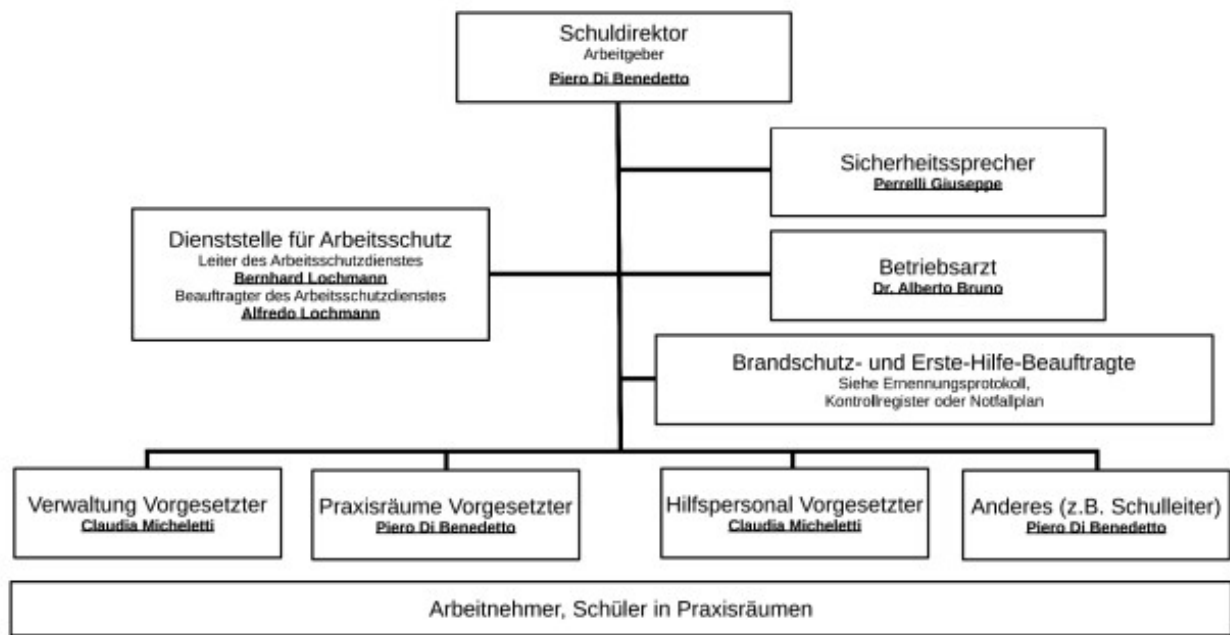 Schuldirektor
Arbeitgeber
Piero Di Benedetto
Sicherheitssprecher
Perrelli Giuseppe
Dienststelle für Arbeitsschutz
Leiter des Arbeitsschutzdienstes
Bernhard Lochmann
Beauftragter des Arbeitsschutzdienstes
Alfredo Lochmann
Betriebsarzt
Dr. Alberto Bruno
Brandschutz- und Erste-Hilfe-Beauftragte
Siehe Ernennungsprotokoll,
Kontrollregister oder Notfallplan
Verwaltung Vorgesetzter
Claudia Micheletti
Praxisräume Vorgesetzter
Piero Di Benedetto
Hilfspersonal Vorgesetzter
Claudia Micheletti
Anderes (z.B. Schulleiter)
Piero Di Benedetto
Arbeitnehmer, Schüler in Praxisräumen